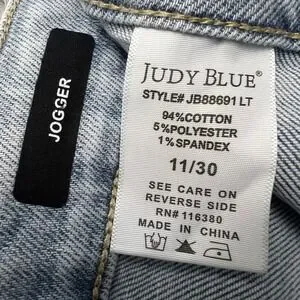 JOGGER
JUDY BLUE®
STYLE# JB88691 LT
94%COTTON
5%POLYESTER
1%SPANDEX
11/30
SEE CARE ON
REVERSE SIDE
RN# 116380
MADE IN CHINA